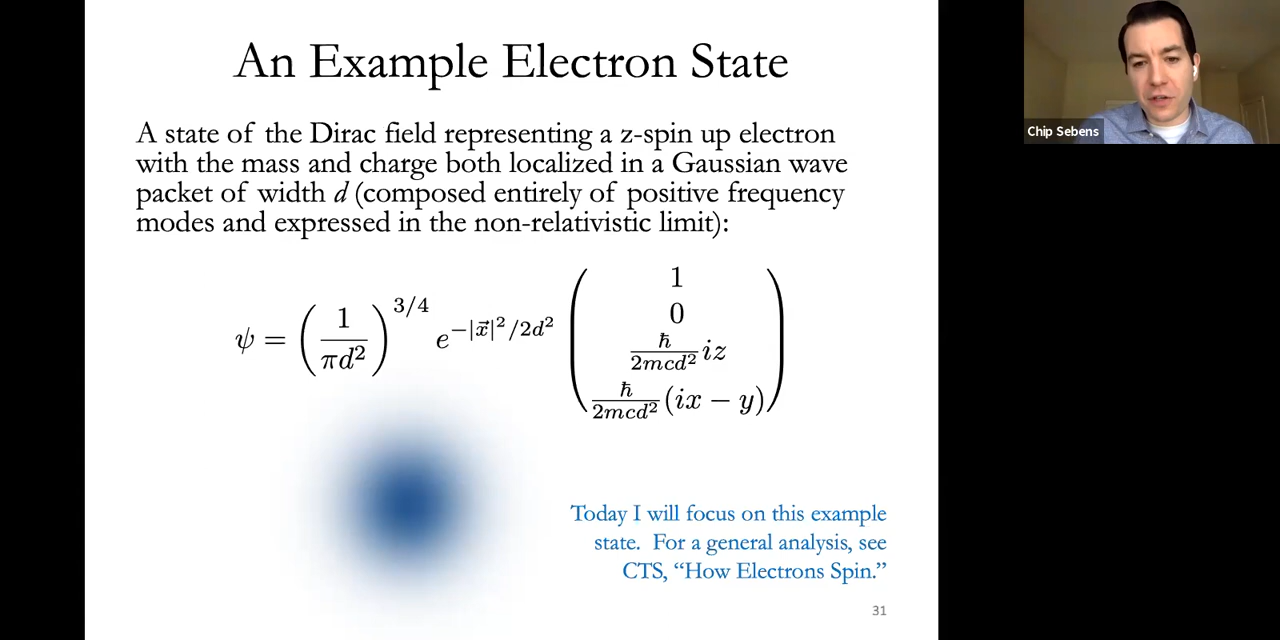 An Example Electron State
A state of the Dirac field representing a z-spin up electron
with the mass and charge both localized in a Gaussian wave
packet of width d (composed entirely of positive frequency
modes and expressed in the non-relativistic limit):
ψ = (1/πd²)^{3/4} e^{−|x⃗|²/2d²} (1, 0, ħ/2mcd² iz, ħ/2mcd² (ix − y))
Today I will focus on this example
state. For a general analysis, see
CTS, “How Electrons Spin.”
31
Chip Sebens